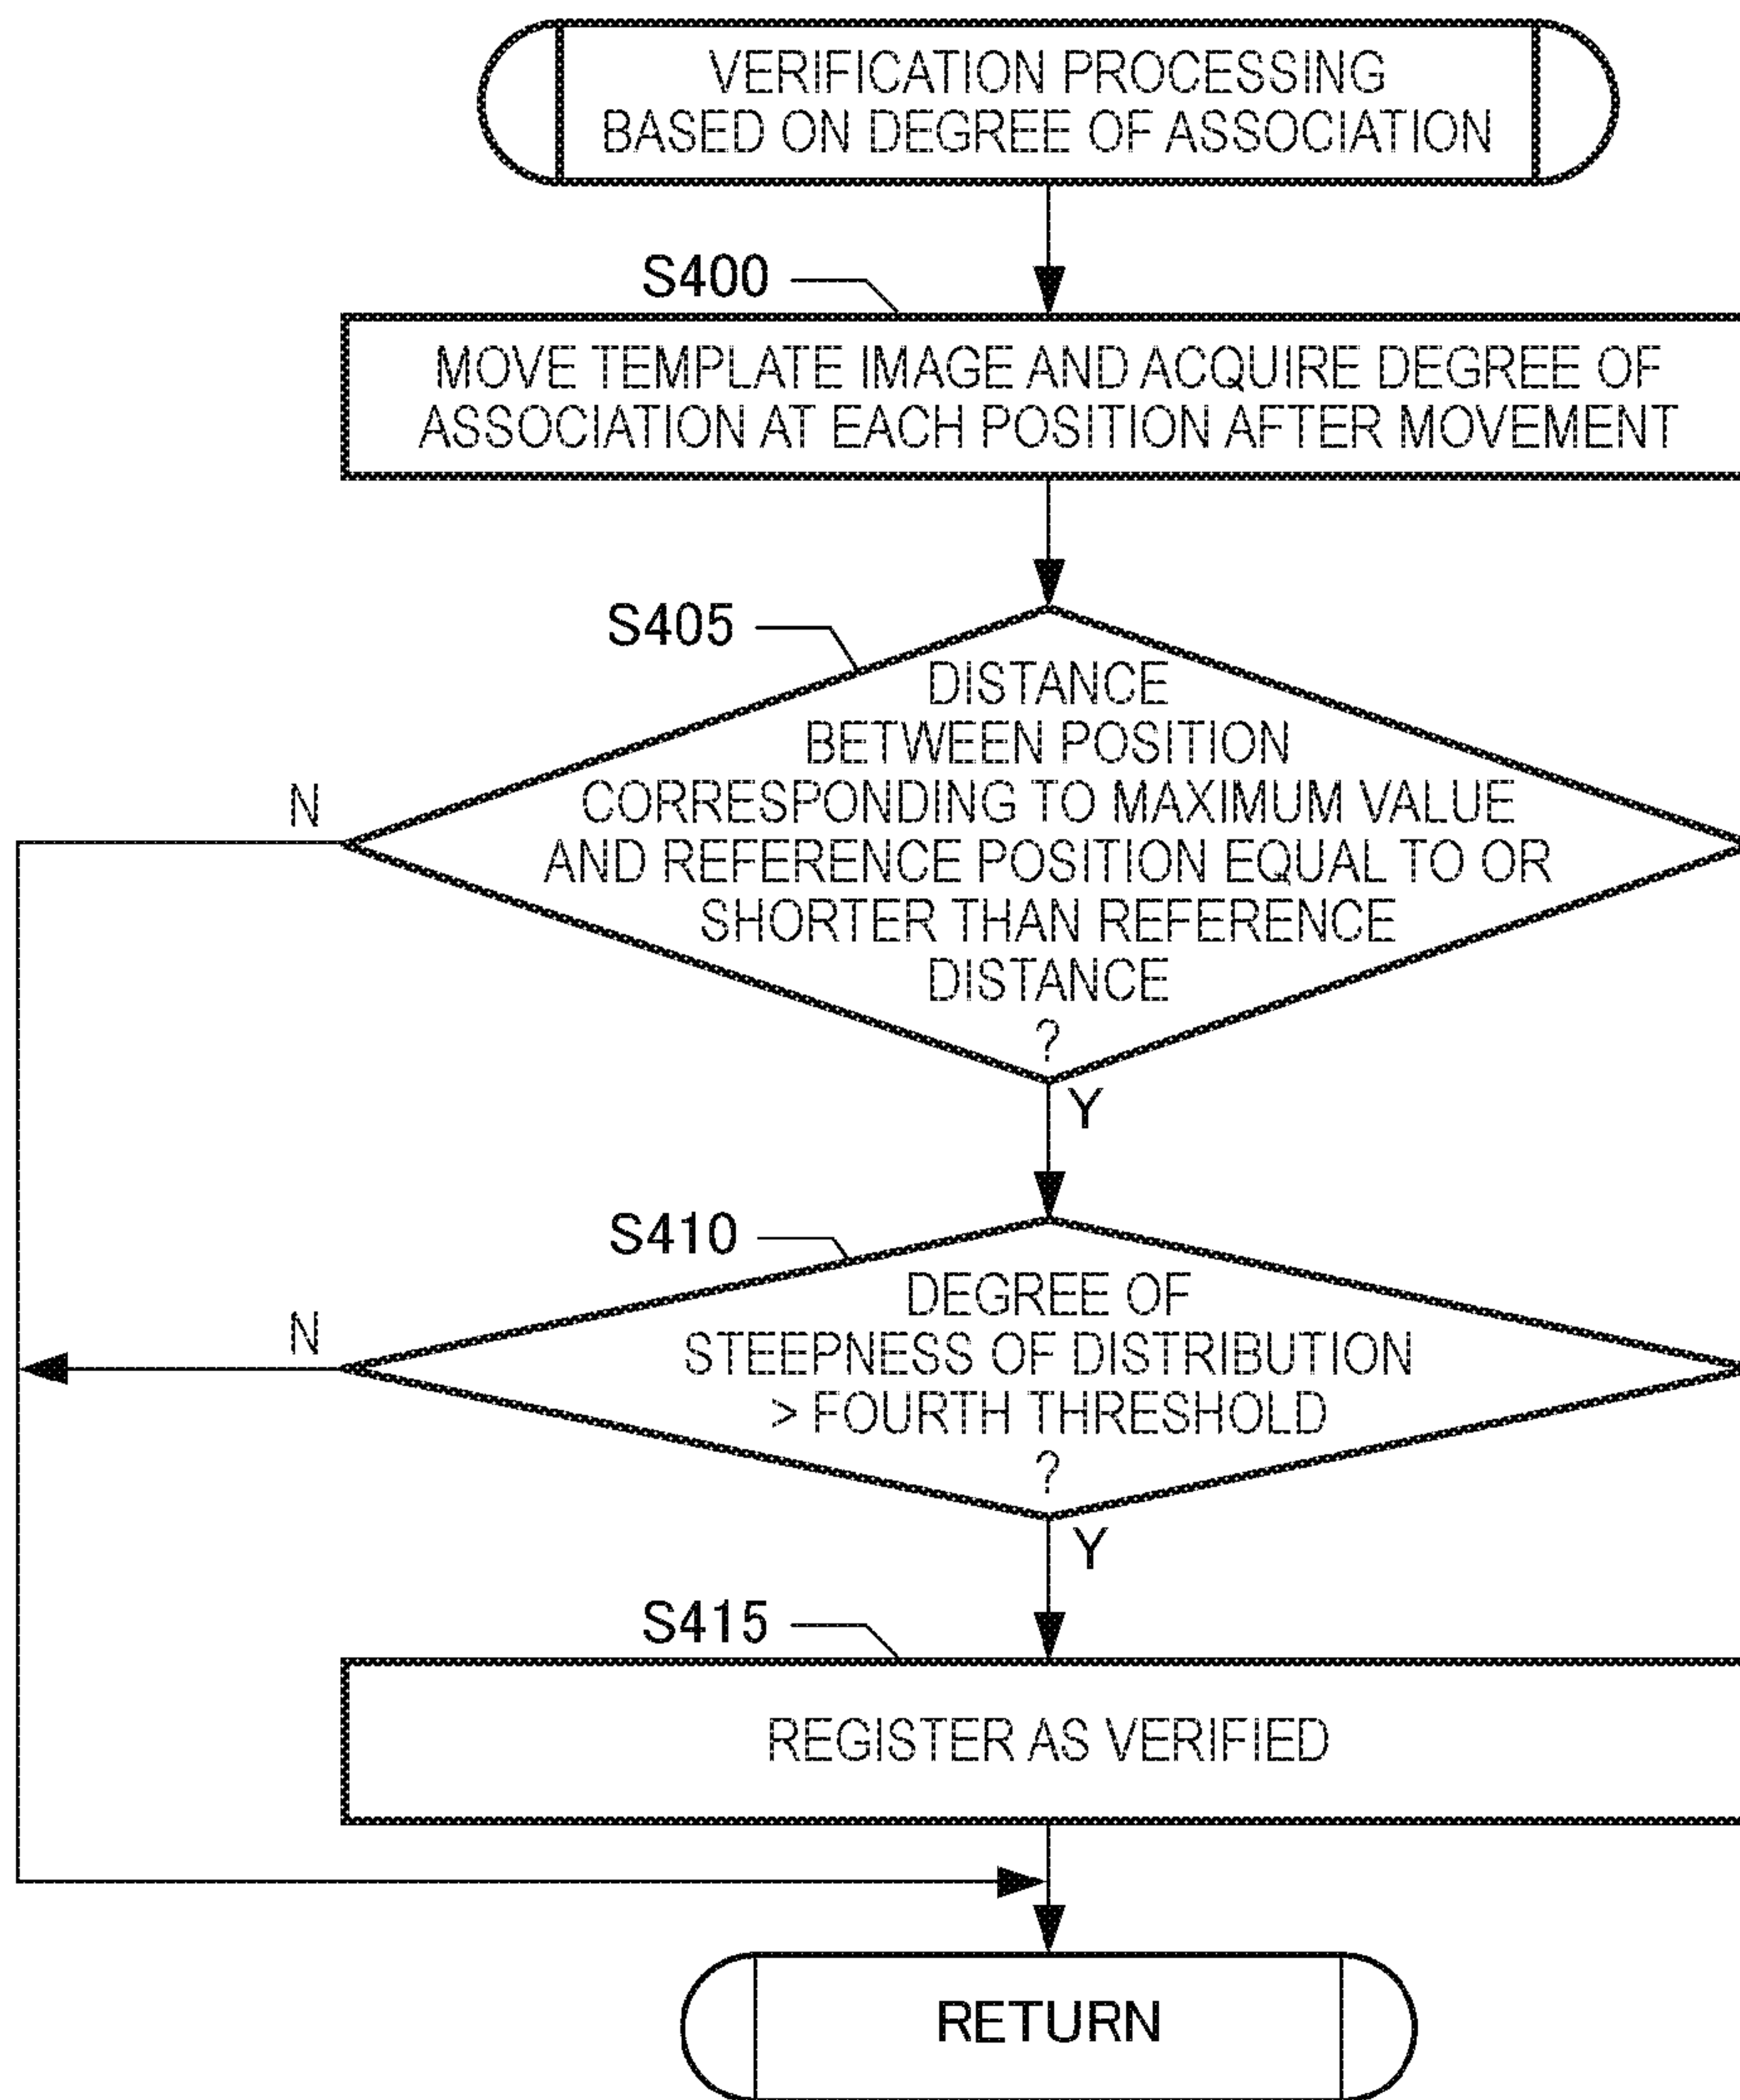 VERIFICATION PROCESSING
BASED ON DEGREE OF ASSOCIATION
S400
MOVE TEMPLATE IMAGE AND ACQUIRE DEGREE OF
ASSOCIATION AT EACH POSITION AFTER MOVEMENT
S405
DISTANCE
BETWEEN POSITION
CORRESPONDING TO MAXIMUM VALUE
AND REFERENCE POSITION EQUAL TO OR
SHORTER THAN REFERENCE
DISTANCE
?
N
Y
S410
DEGREE OF
STEEPNESS OF DISTRIBUTION
> FOURTH THRESHOLD
?
N
Y
S415
REGISTER AS VERIFIED
RETURN